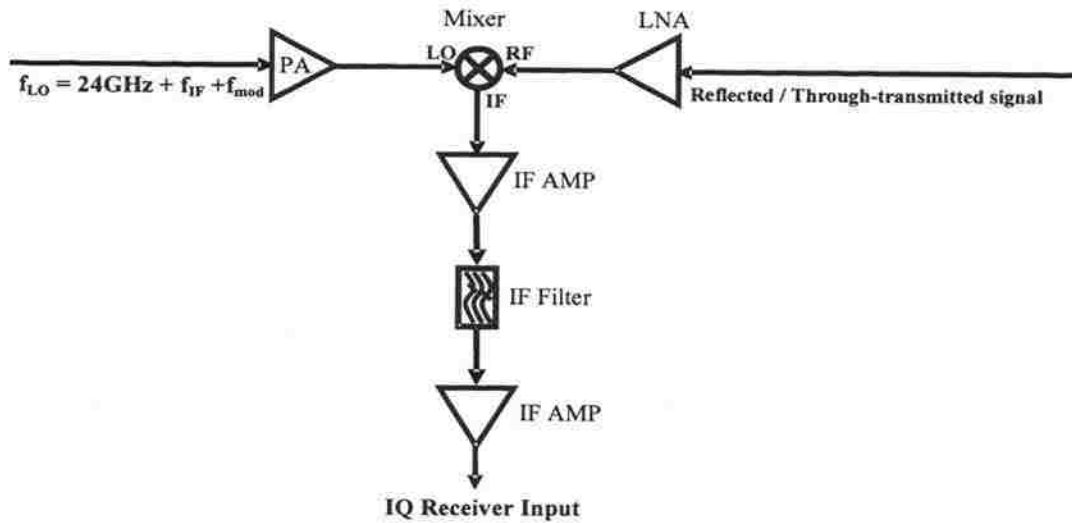 Mixer
LNA
LO
RF
PA
f_LO = 24GHz + f_IF +f_mod
IF
Reflected / Through-transmitted signal
IF AMP
IF Filter
IF AMP
IQ Receiver Input